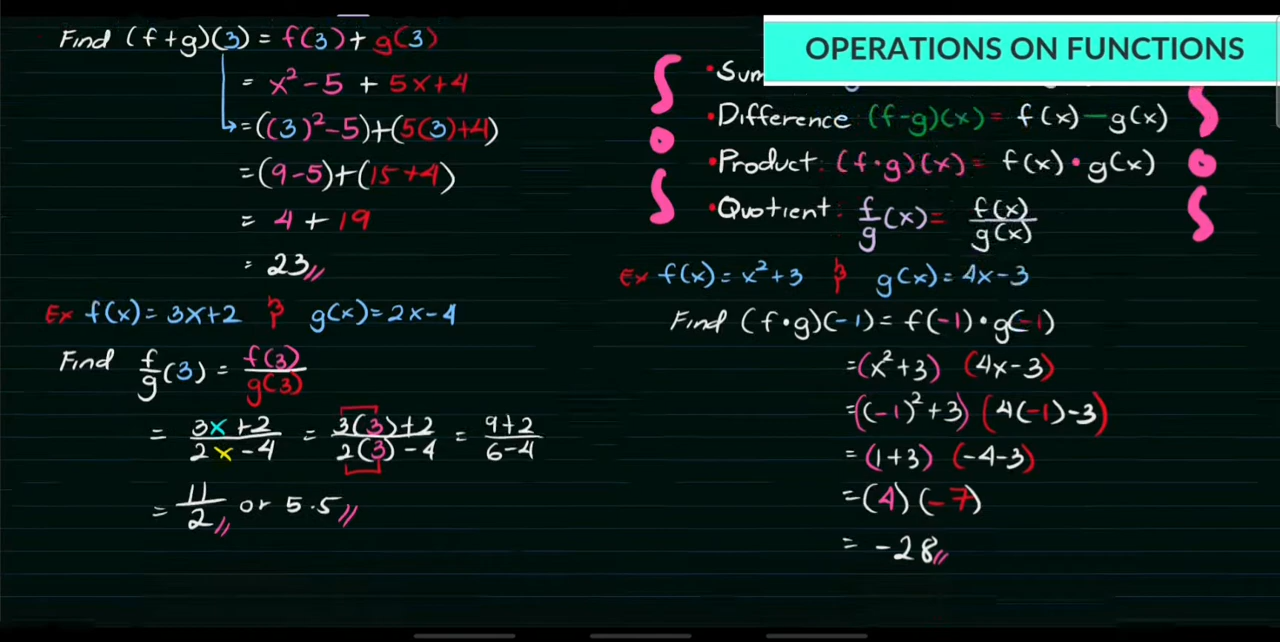 OPERATIONS ON FUNCTIONS
Find (f+g)(3) = f(3) + g(3)
= x² - 5 + 5x+4
= ((3)² - 5) + (5(3)+4)
= (9-5)+(15+4)
= 4 + 19
= 23
Ex f(x) = 3x+2 & g(x) = 2x-4
Find f/g (3) = f(3)/g(3)
= 3x+2/2x-4 = 3(3)+2/2(3)-4 = 9+2/6-4
= 11/2 or 5.5
• Sum
• Difference (f-g)(x) = f(x) - g(x)
• Product: (f•g)(x) = f(x) • g(x)
• Quotient: f/g (x) = f(x)/g(x)
Ex f(x) = x²+3 & g(x) = 4x-3
Find (f•g)(-1) = f(-1) • g(-1)
= (x²+3) (4x-3)
= ((-1)²+3) (4(-1)-3)
= (1+3) (-4-3)
= (4) (-7)
= -28